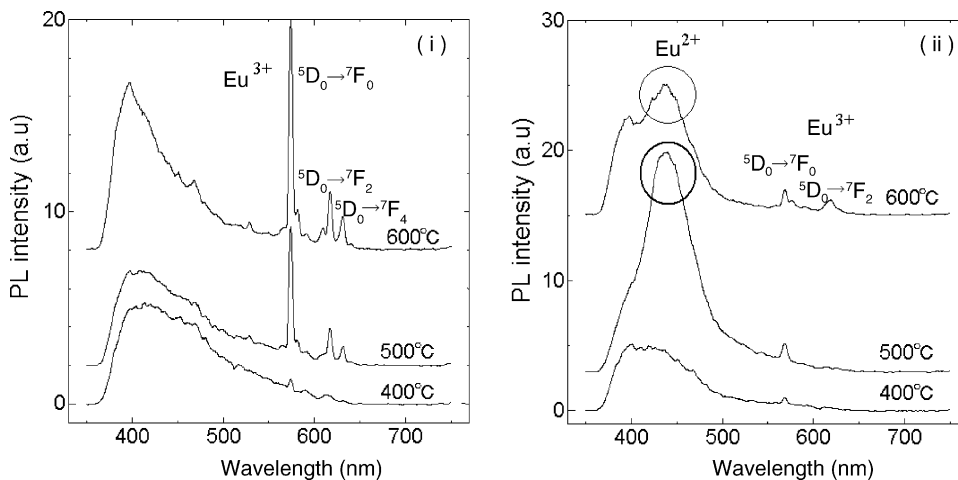 20
10
0
PL intensity (a.u)
( i )
Eu3+
5D0→7F0
5D0→7F2
5D0→7F4
600°C
500°C
400°C
400 500 600 700
Wavelength (nm)
30
20
10
0
PL intensity (a.u)
( ii )
Eu2+
Eu3+
5D0→7F0
5D0→7F2
600°C
500°C
400°C
400 500 600 700
Wavelength (nm)